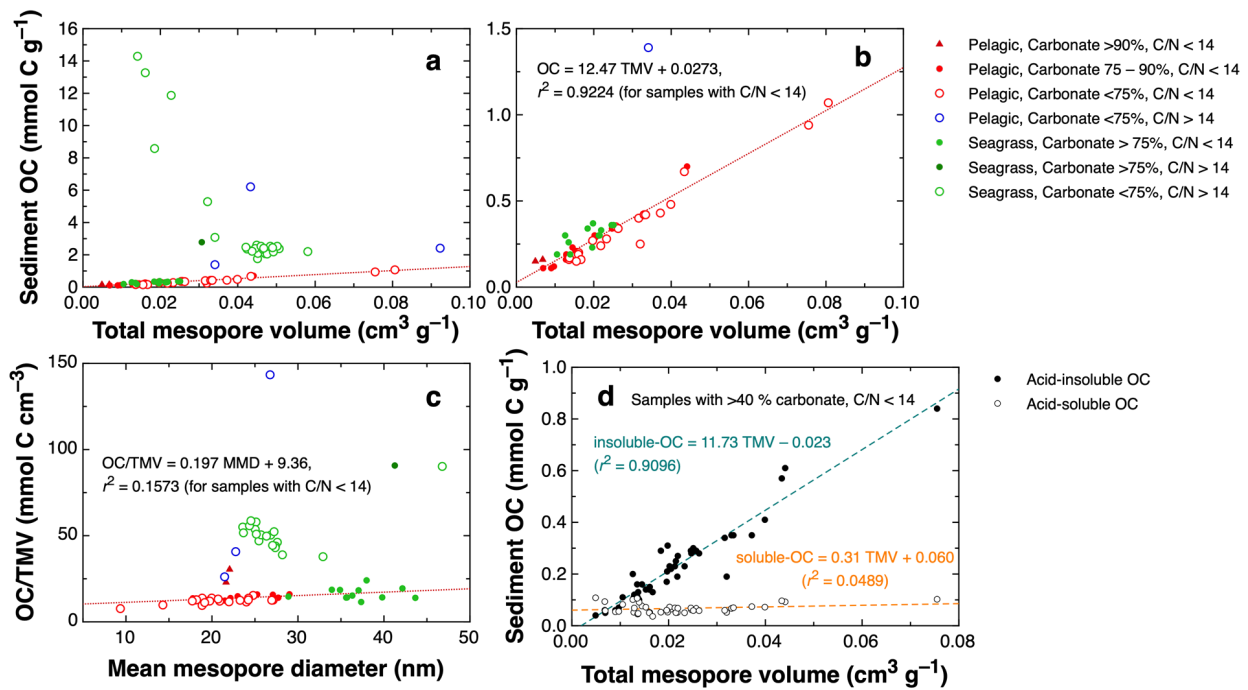 a
Sediment OC (mmol C g⁻¹)
16
14
12
10
8
6
4
2
0
0.00
0.02
0.04
0.06
0.08
0.10
Total mesopore volume (cm³ g⁻¹)
b
OC = 12.47 TMV + 0.0273,
r² = 0.9224 (for samples with C/N < 14)
1.5
1.0
0.5
0.0
0.00
0.02
0.04
0.06
0.08
0.10
Total mesopore volume (cm³ g⁻¹)
Pelagic, Carbonate >90%, C/N < 14
Pelagic, Carbonate 75 – 90%, C/N < 14
Pelagic, Carbonate <75%, C/N < 14
Pelagic, Carbonate <75%, C/N > 14
Seagrass, Carbonate > 75%, C/N < 14
Seagrass, Carbonate >75%, C/N > 14
Seagrass, Carbonate <75%, C/N > 14
c
OC/TMV (mmol C cm⁻³)
150
100
50
0
OC/TMV = 0.197 MMD + 9.36,
r² = 0.1573 (for samples with C/N < 14)
10
20
30
40
50
Mean mesopore diameter (nm)
d
Samples with >40 % carbonate, C/N < 14
Sediment OC (mmol C g⁻¹)
1.0
0.8
0.6
0.4
0.2
0.0
insoluble-OC = 11.73 TMV – 0.023
(r² = 0.9096)
soluble-OC = 0.31 TMV + 0.060
(r² = 0.0489)
0.00
0.02
0.04
0.06
0.08
Total mesopore volume (cm³ g⁻¹)
Acid-insoluble OC
Acid-soluble OC